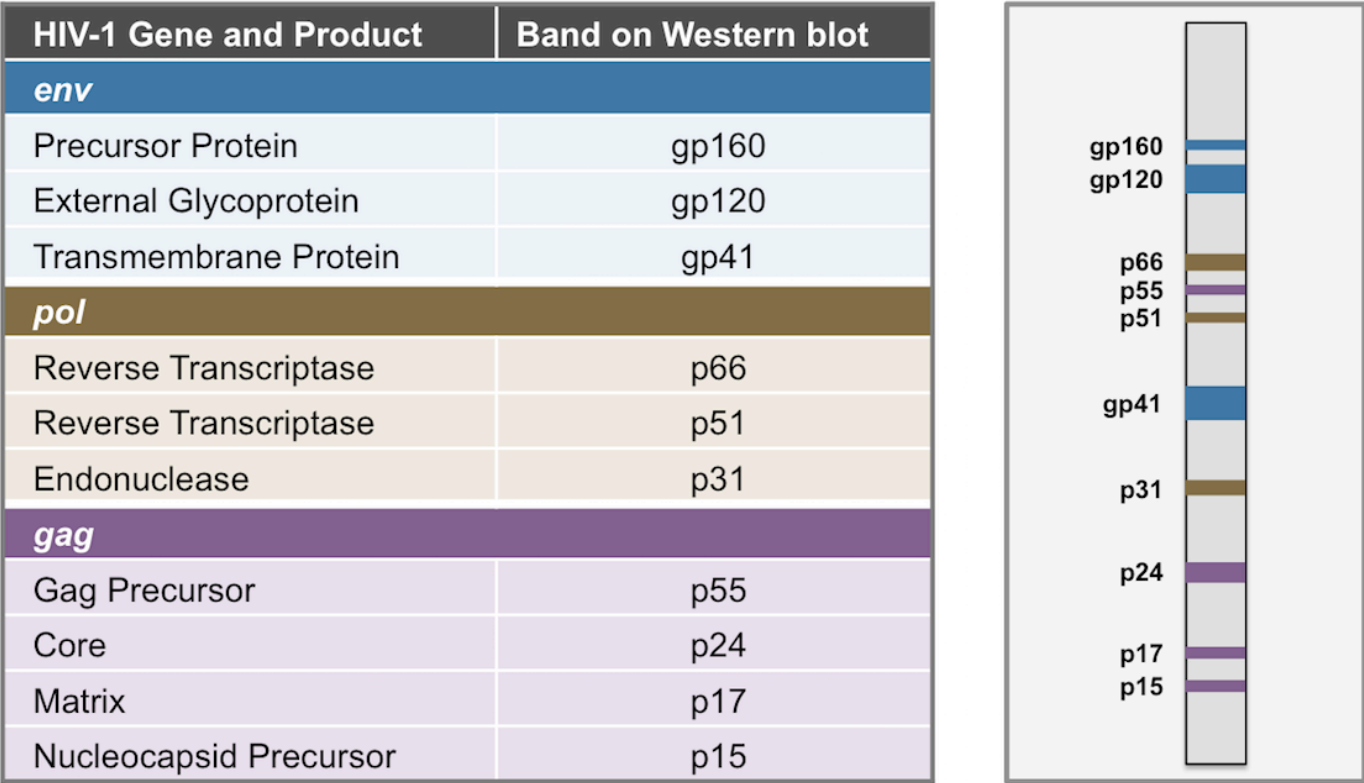 HIV-1 Gene and Product Band on Western blot
env
Precursor Protein gp160
External Glycoprotein gp120
Transmembrane Protein gp41
pol
Reverse Transcriptase p66
Reverse Transcriptase p51
Endonuclease p31
gag
Gag Precursor p55
Core p24
Matrix p17
Nucleocapsid Precursor p15
gp160
gp120
p66
p55
p51
gp41
p31
p24
p17
p15